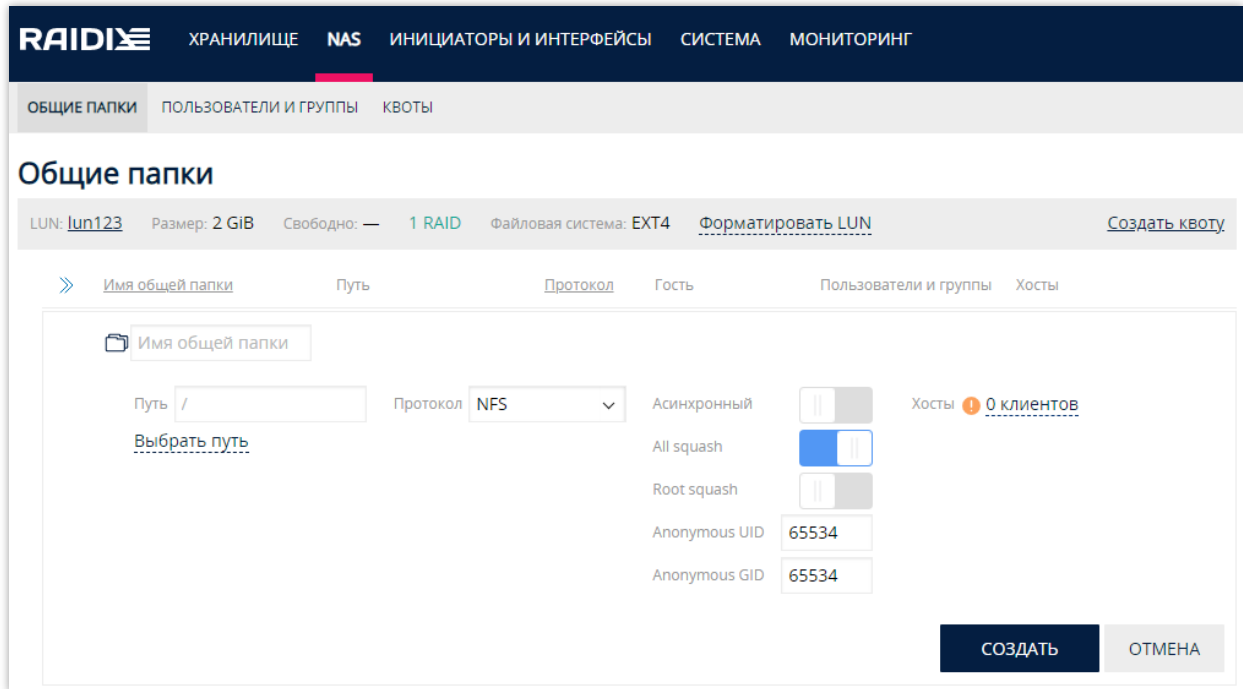 RAIDIX ХРАНИЛИЩЕ NAS ИНИЦИАТОРЫ И ИНТЕРФЕЙСЫ СИСТЕМА МОНИТОРИНГ
ОБЩИЕ ПАПКИ ПОЛЬЗОВАТЕЛИ И ГРУППЫ КВОТЫ
Общие папки
LUN: lun123 Размер: 2 GiB Свободно: — 1 RAID Файловая система: EXT4 Форматировать LUN Создать квоту
Имя общей папки Путь Протокол Гость Пользователи и группы Хосты
Имя общей папки
Путь / Протокол NFS Асинхронный Хосты 0 клиентов
Выбрать путь All squash
Root squash
Anonymous UID 65534
Anonymous GID 65534
СОЗДАТЬ ОТМЕНА